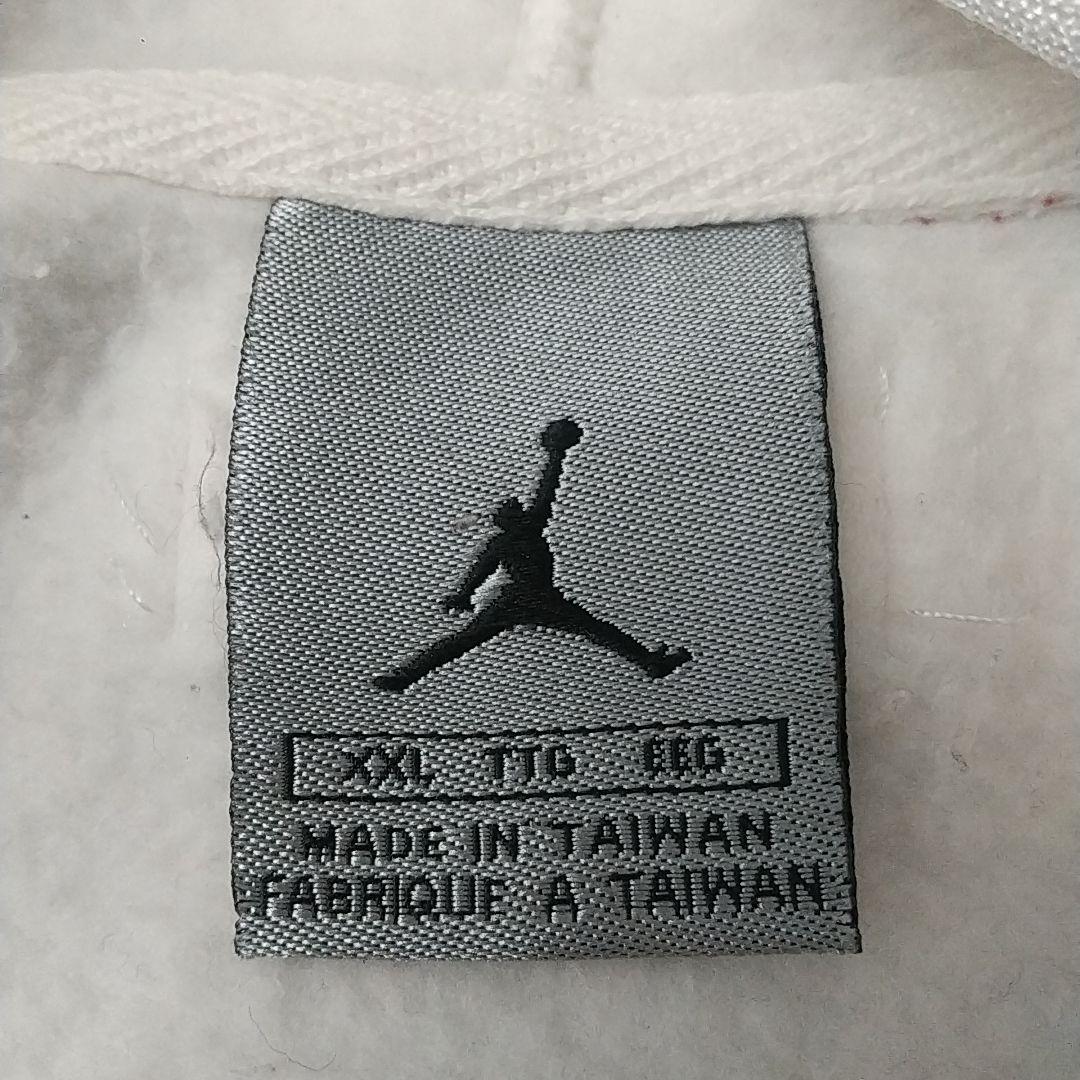 XXL TTG EEG
MADE IN TAIWAN
FABRIQUE A TAIWAN